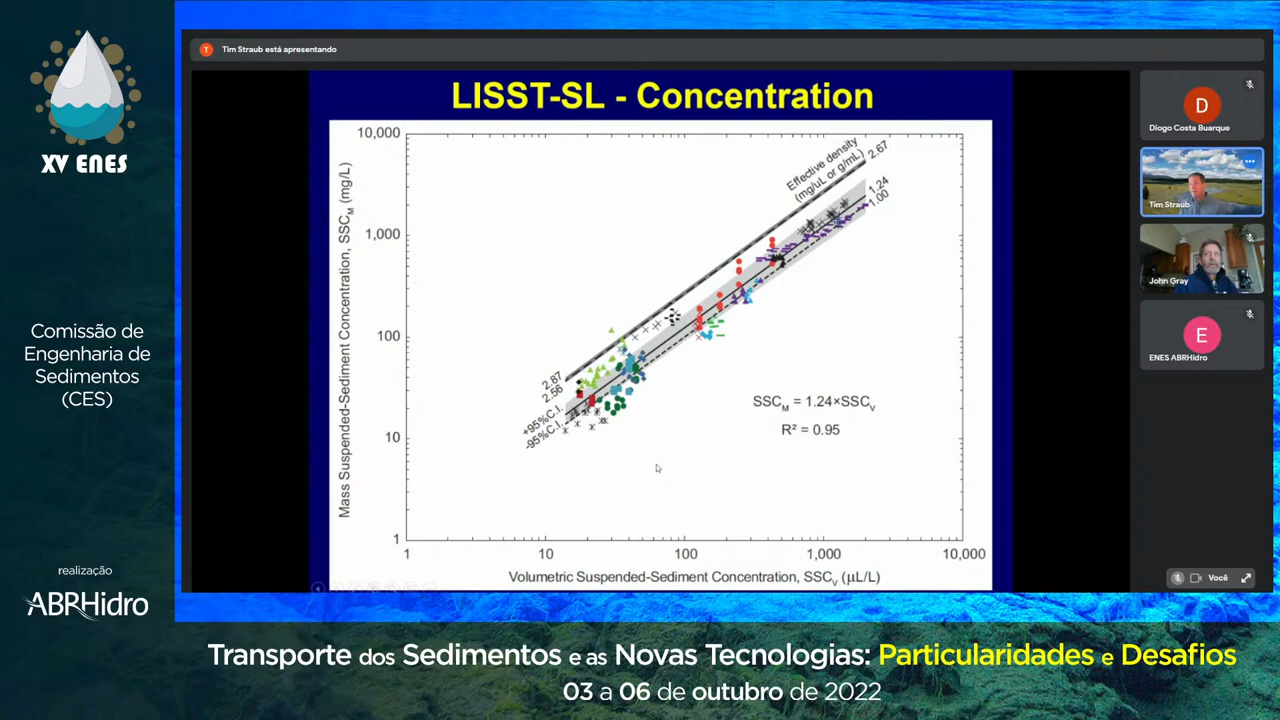 XV ENES
Comissão de
Engenharia de
Sedimentos
(CES)
realização
ABRHidro
T
Tim Straub está apresentando
LISST-SL - Concentration
Mass Suspended-Sediment Concentration, SSCM (mg/L)
10,000
1,000
100
10
1
1
10
100
1,000
10,000
Volumetric Suspended-Sediment Concentration, SSCV (µL/L)
Effective density
(mg/uL or g/mL)
2.67
1.24
1.00
2.87
2.56
+95%C.I.
-95%C.I.
SSCM = 1.24×SSCV
R² = 0.95
D
Diogo Costa Buarque
Tim Straub
John Gray
E
ENES ABRHidro
Você
Transporte dos Sedimentos e as Novas Tecnologias: Particularidades e Desafios
03 a 06 de outubro de 2022